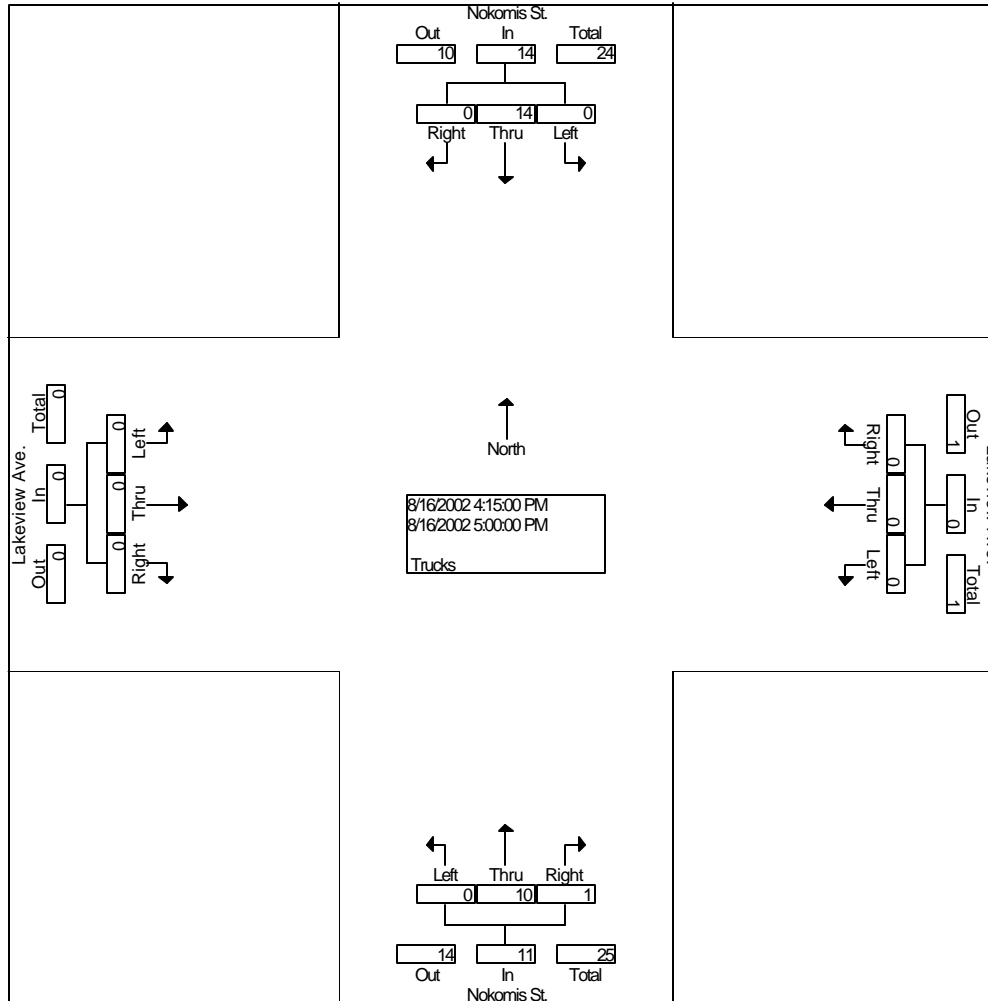 Nokomis St.
Out In Total
10 14 24
0 14 0
Right Thru Left
Lakeview Ave.
Total In Out
0 0 0
0 0 0
Left Thru Right
North
8/16/2002 4:15:00 PM
8/16/2002 5:00:00 PM
Trucks
Right Thru Left
0 0 0
1 0 1
Out In Total
Left Thru Right
0 10 1
14 11 25
Out In Total
Nokomis St.